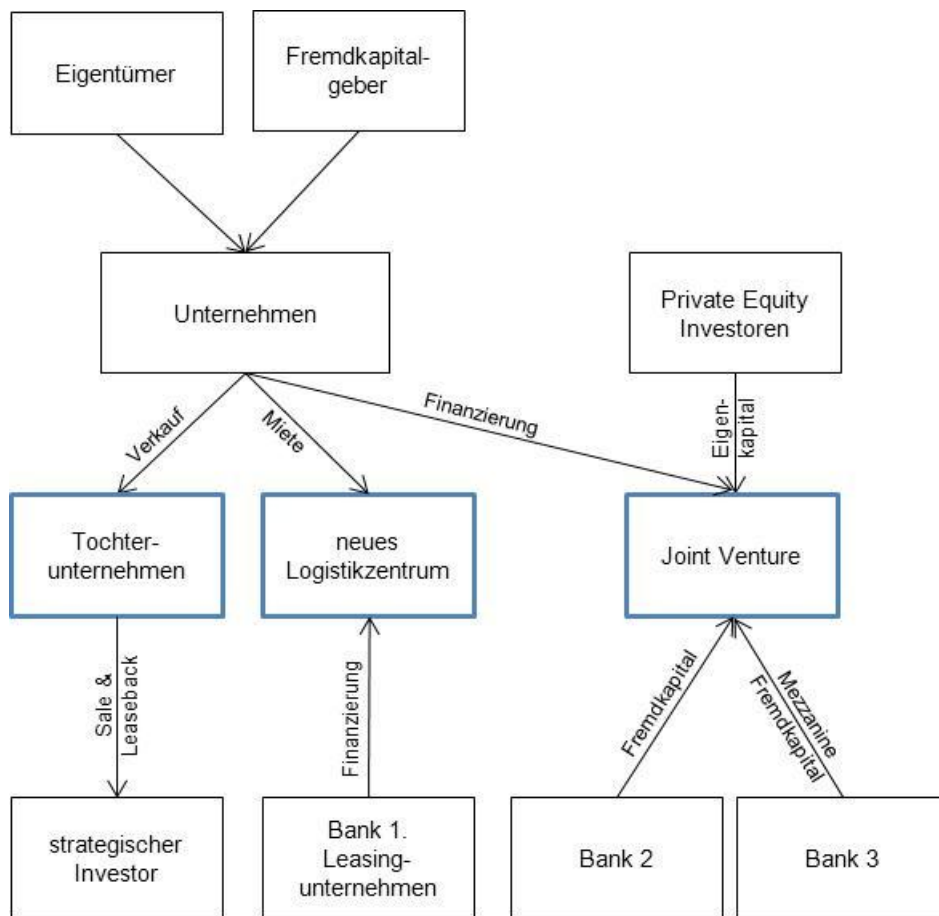 Eigentümer
Fremdkapital-
geber
Unternehmen
Private Equity
Investoren
Verkauf
Miete
Finanzierung
Eigen-
kapital
Tochter-
unternehmen
neues
Logistikzentrum
Joint Venture
Sale &
Leaseback
Finanzierung
Fremdkapital
Mezzanine
Fremdkapital
strategischer
Investor
Bank 1.
Leasing-
unternehmen
Bank 2
Bank 3